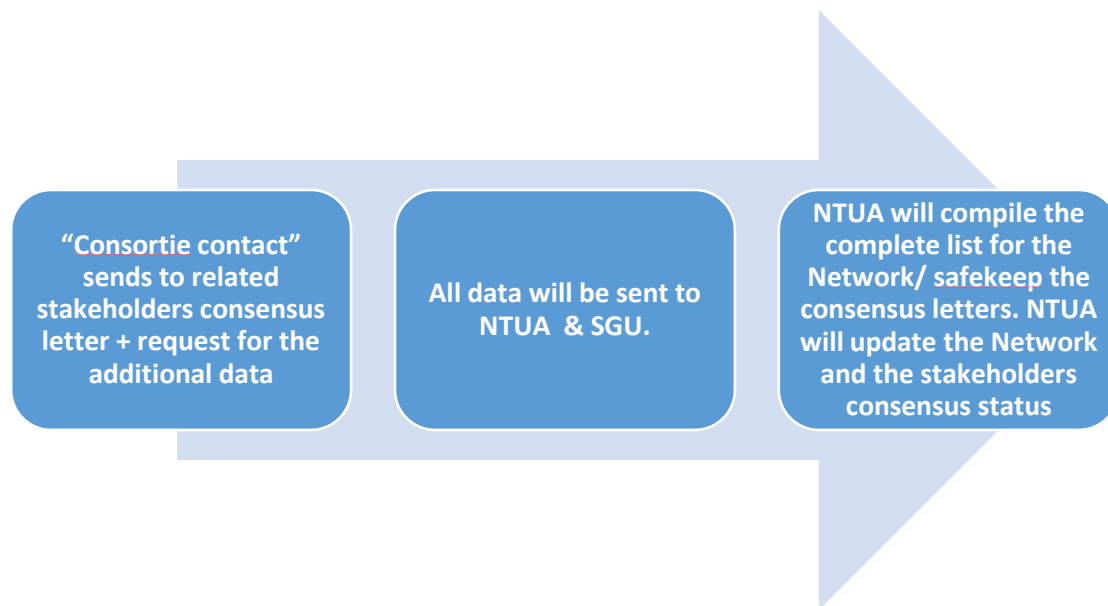 “Consortie contact”
sends to related
stakeholders consensus
letter + request for the
additional data
All data will be sent to
NTUA & SGU.
NTUA will compile the
complete list for the
Network/ safekeep the
consensus letters. NTUA
will update the Network
and the stakeholders
consensus status